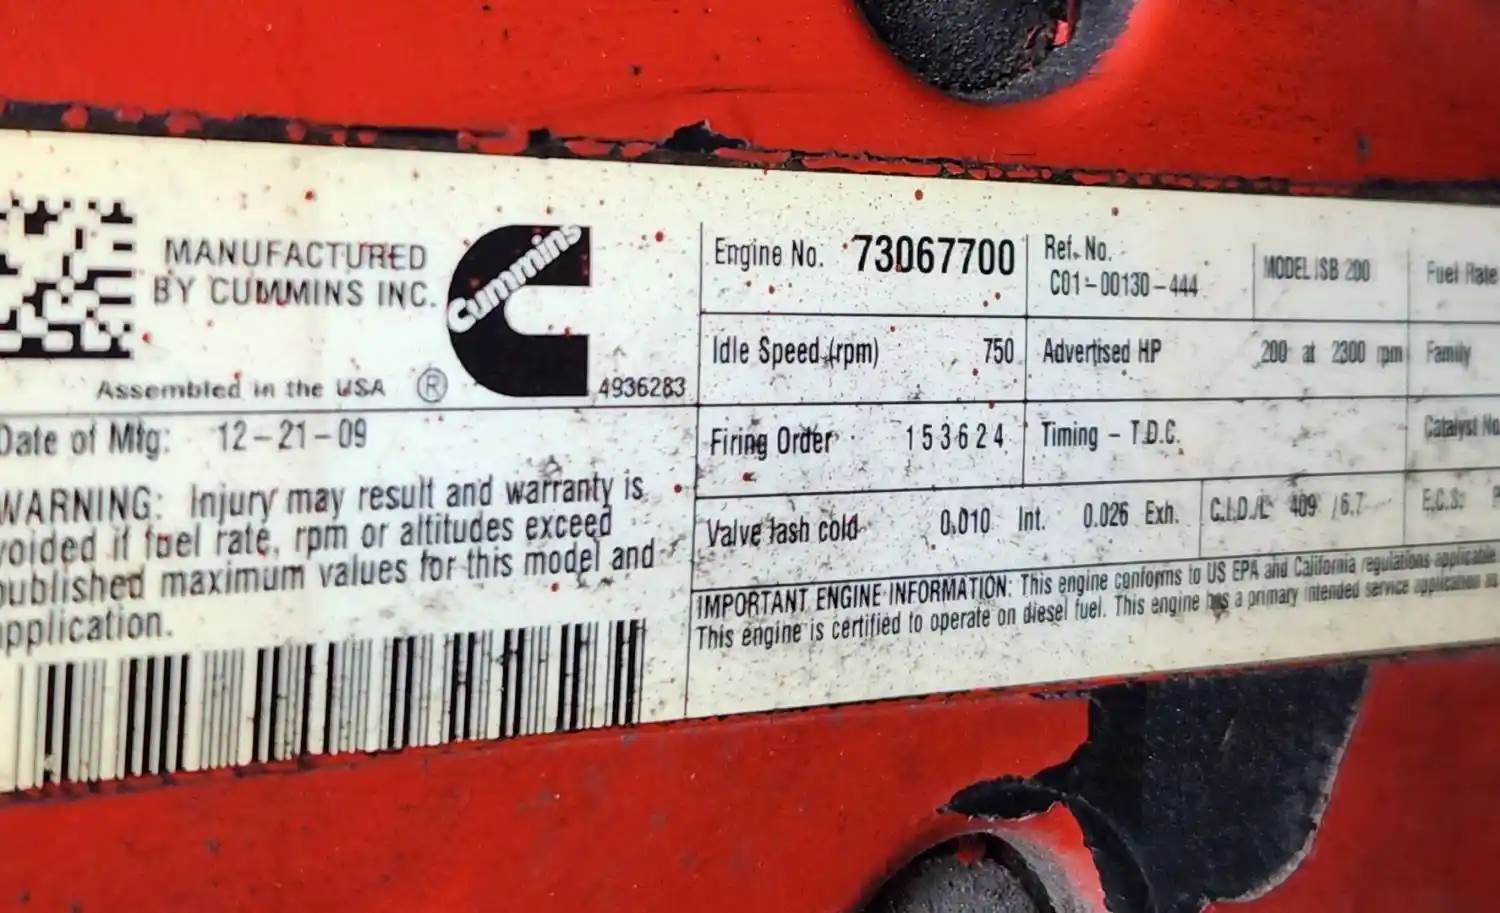 MANUFACTURED
BY CUMMINS INC.
Assembled in the USA ®
Cummins
4936283
Date of Mfg: 12-21-09
WARNING: Injury may result and warranty is
voided if fuel rate, rpm or altitudes exceed
published maximum values for this model and
application.
Engine No. 73067700
Ref. No.
C01-00130-444
MODEL ISB 200
Fuel Rate
Idle Speed (rpm) 750
Advertised HP 200 at 2300 rpm
Family
Firing Order 153624
Timing - T.D.C.
Catalyst No.
Valve lash cold 0.010 Int. 0.026 Exh.
C.I.D./L 409 /6.7
E.C.S:
IMPORTANT ENGINE INFORMATION: This engine conforms to US EPA and California regulations applicable
This engine is certified to operate on diesel fuel. This engine has a primary intended service application as